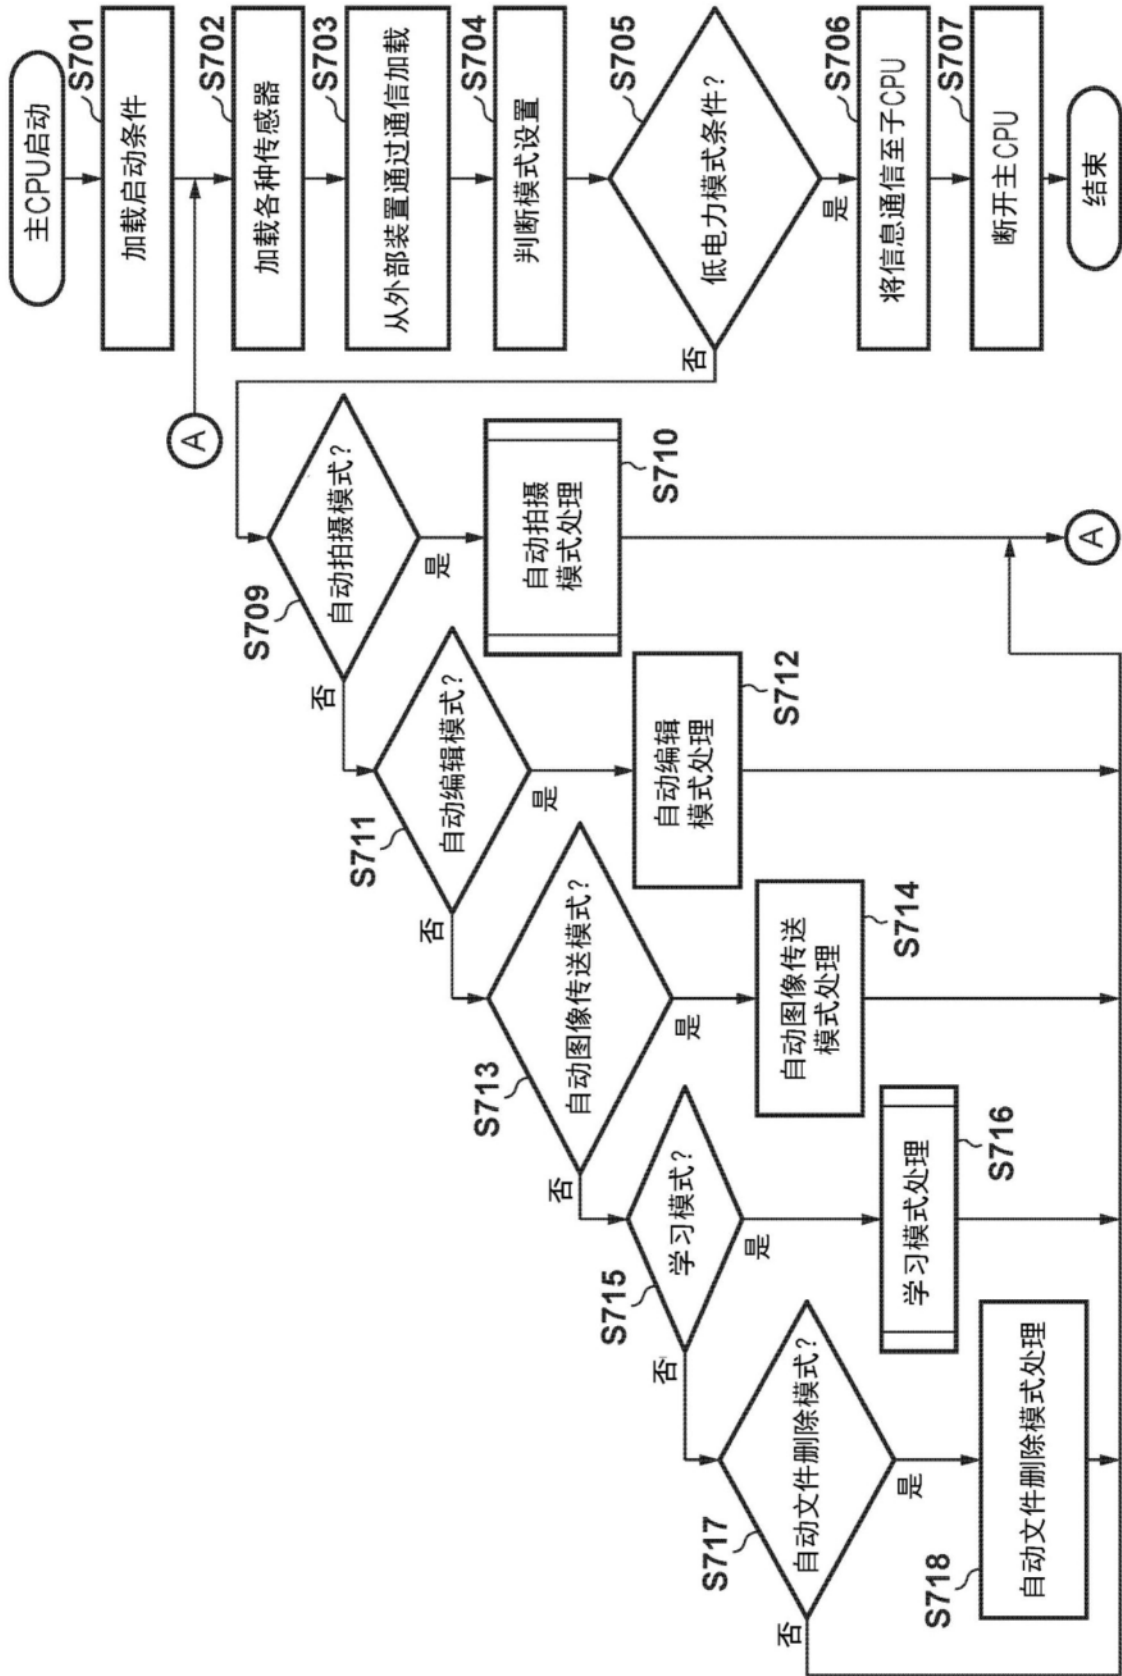 主CPU启动
S701
加载启动条件
S702
加载各种传感器
S703
从外部装置通过通信加载
S704
判断模式设置
S705
低电力模式条件？
是
否
S706
将信息通信至子CPU
S707
断开主CPU
结束
A
S709
自动拍摄模式？
是
否
S710
自动拍摄
模式处理
A
S711
自动编辑模式？
是
否
S712
自动编辑
模式处理
S713
自动图像传送模式？
是
否
S714
自动图像传送
模式处理
S715
学习模式？
是
否
S716
学习模式处理
S717
自动文件删除模式？
是
否
S718
自动文件删除模式处理